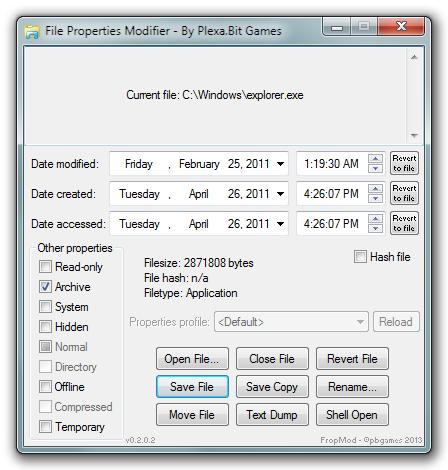 File Properties Modifier - By Plexa.Bit Games
Current file: C:\Windows\explorer.exe
Date modified: Friday , February 25, 2011 1:19:30 AM Revert to file
Date created: Tuesday , April 26, 2011 4:26:07 PM Revert to file
Date accessed: Tuesday , April 26, 2011 4:26:07 PM Revert to file
Other properties
Read-only
Archive
System
Hidden
Normal
Directory
Offline
Compressed
Temporary
Filesize: 2871808 bytes
File hash: n/a
Filetype: Application
Hash file
Properties profile: <Default> Reload
Open File... Close File Revert File
Save File Save Copy Rename...
Move File Text Dump Shell Open
v0.2.0.2 PropMod - ©pbgames 2013